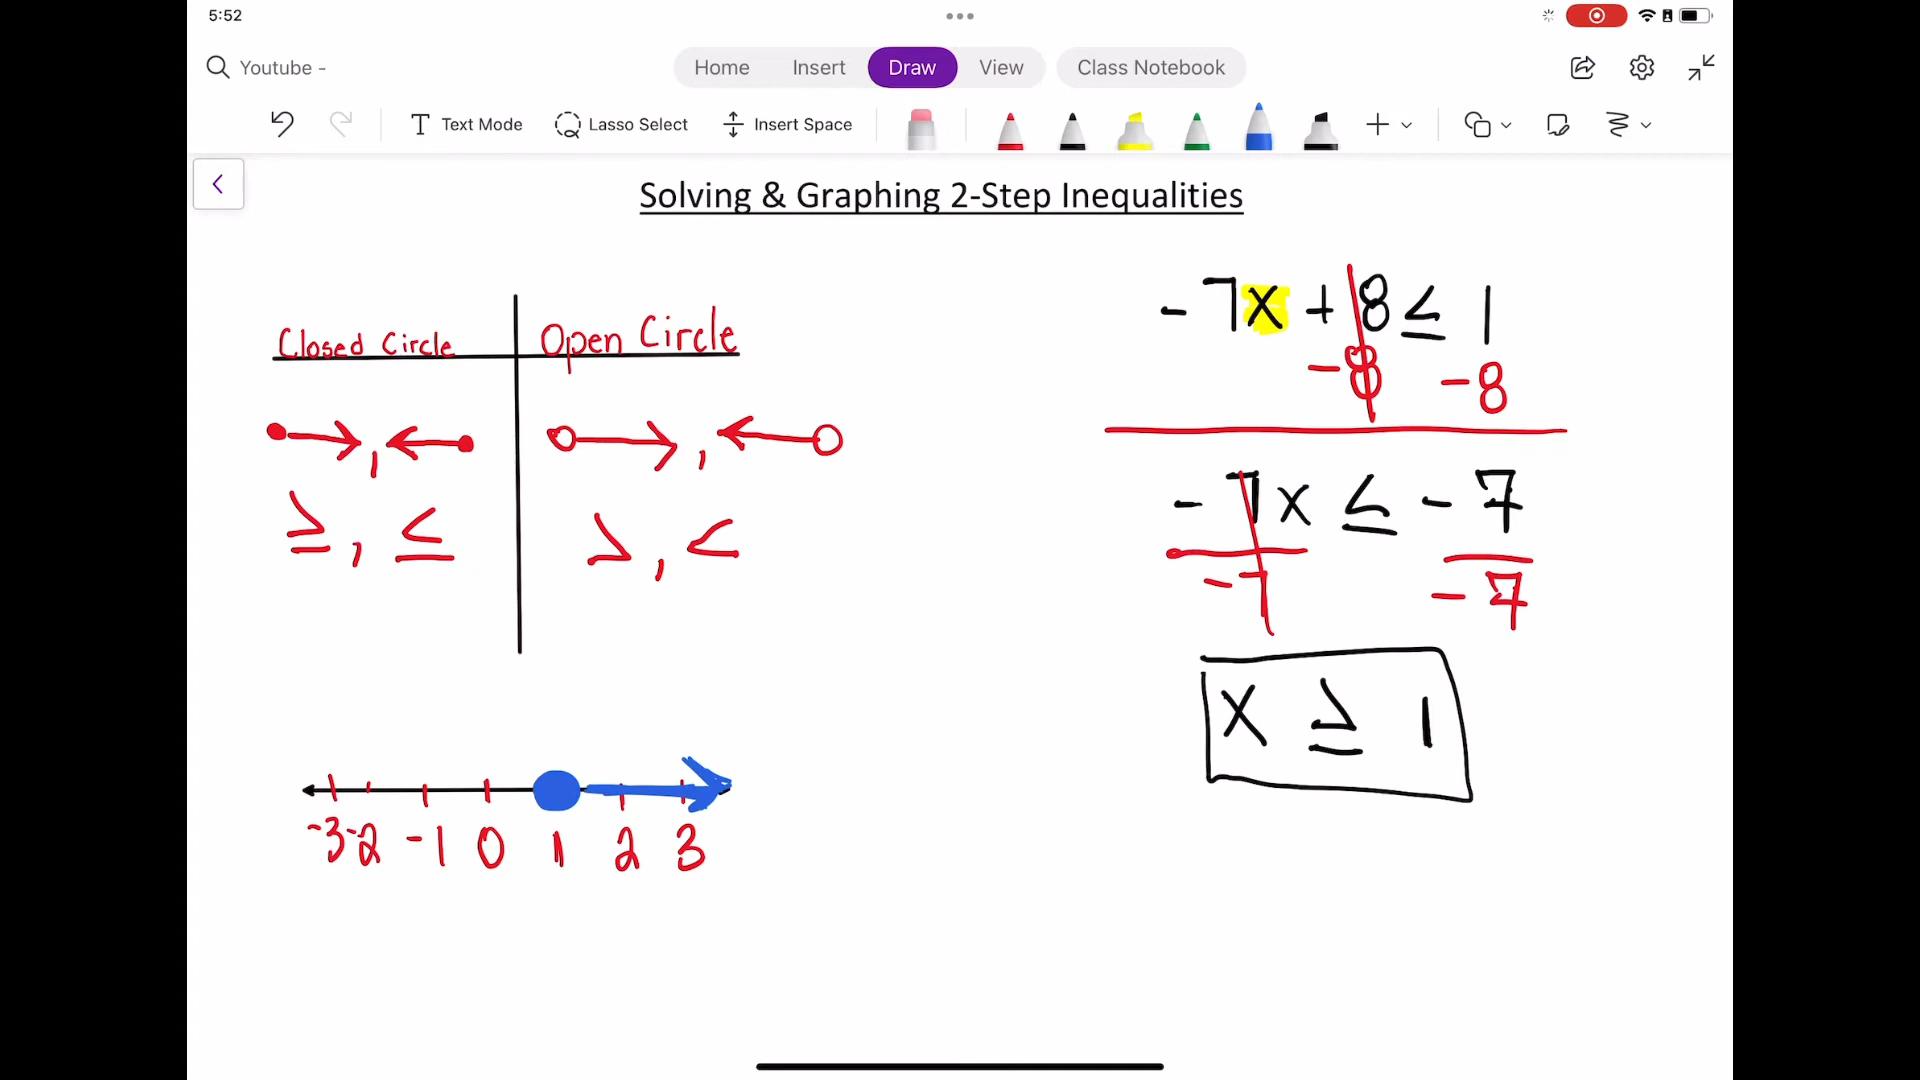 5:52
Youtube -
Home Insert Draw View Class Notebook
Text Mode Lasso Select Insert Space
Solving & Graphing 2-Step Inequalities
Closed Circle Open Circle
≥, ≤ >, <
-3 -2 -1 0 1 2 3
-7x + 8 ≤ 1
-8 -8
-7x ≤ -7
-7 -7
x ≥ 1